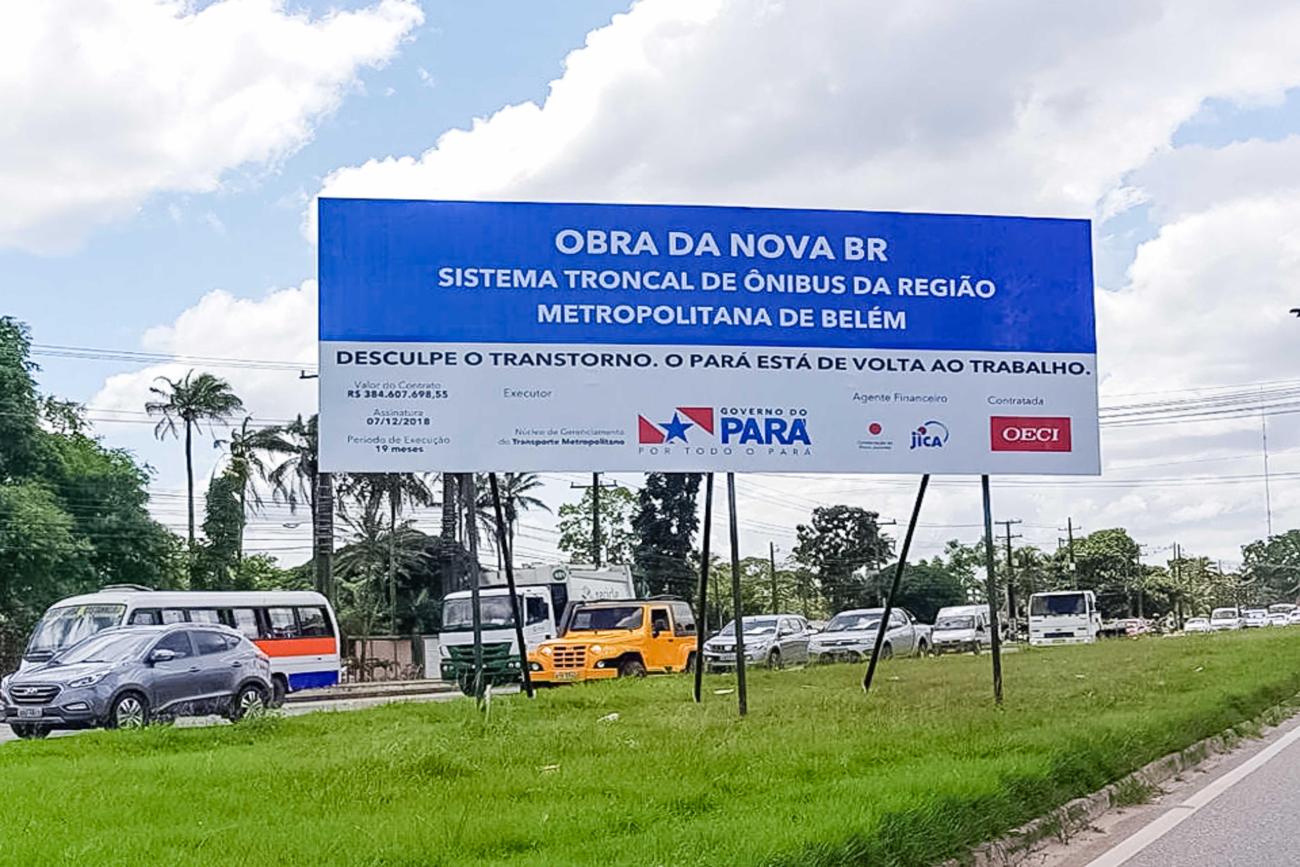 OBRA DA NOVA BR
SISTEMA TRONCAL DE ÔNIBUS DA REGIÃO
METROPOLITANA DE BELÉM
DESCULPE O TRANSTORNO. O PARÁ ESTÁ DE VOLTA AO TRABALHO.
Valor do Contrato
R$ 384.607.698,55
Assinatura
07/12/2018
Período de Execução
19 meses
Executor
Núcleo de Gerenciamento
do Transporte Metropolitano
GOVERNO DO
PARÁ
POR TODO O PARÁ
Agente Financeiro
jICA
Contratada
OECI